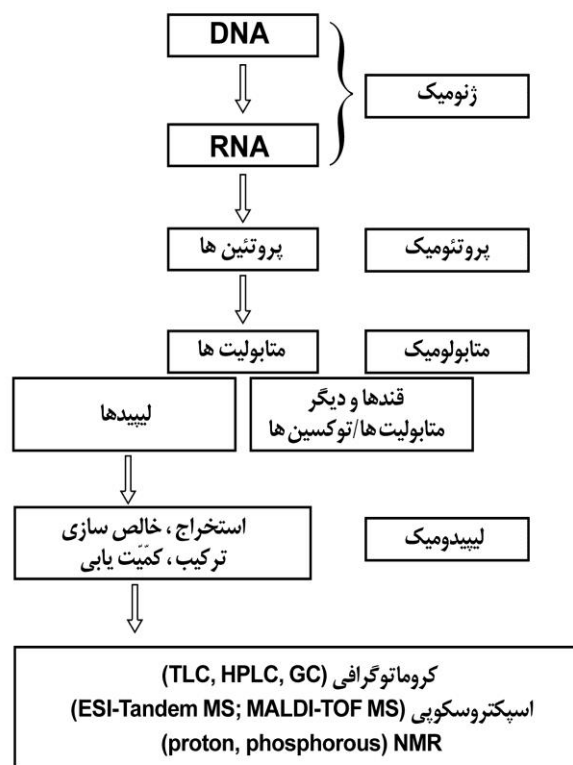 DNA
ژنومیک
RNA
پروتئین ها
پروتئومیک
متابولیت ها
متابولومیک
لیپیدها
قندها و دیگر
متابولیت ها/توکسین ها
استخراج ، خالص سازی
ترکیب ، کمّیّت یابی
لیپیدومیک
کروماتوگرافی (TLC, HPLC, GC)
اسپکتروسکوپی (ESI-Tandem MS; MALDI-TOF MS)
(proton, phosphorous) NMR